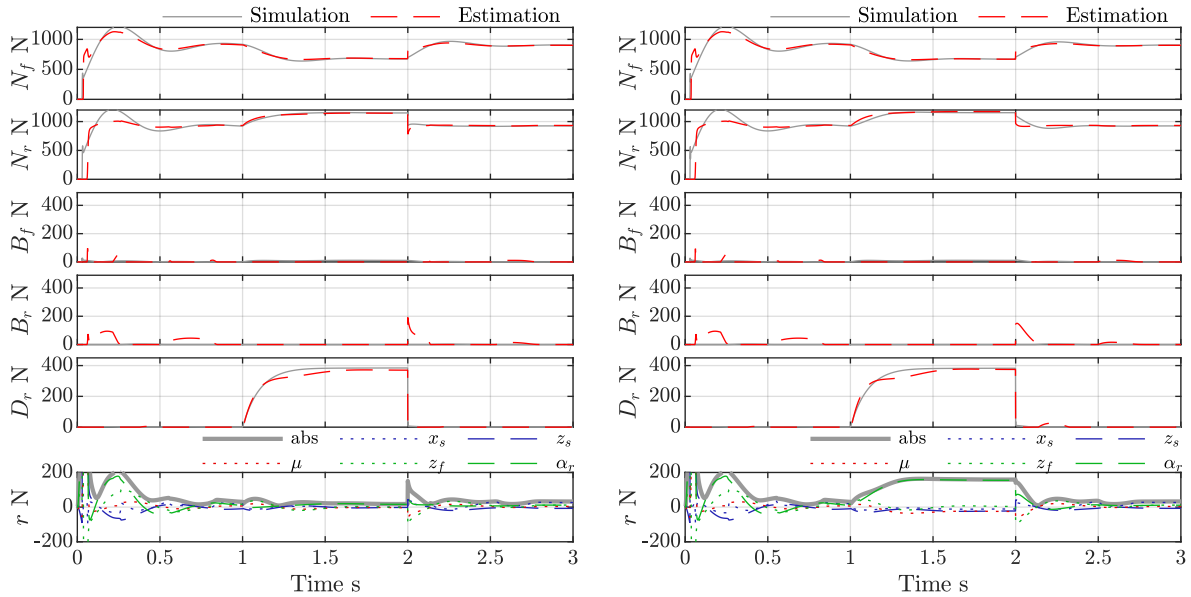 Simulation Estimation
1000
500
0
N_f N
1000
500
0
N_r N
400
200
0
B_f N
400
200
0
B_r N
400
200
0
D_r N
abs x_s z_s
μ z_f α_r
200
0
-200
r N
0 0.5 1 1.5 2 2.5 3
Time s
Simulation Estimation
1000
500
0
N_f N
1000
500
0
N_r N
400
200
0
B_f N
400
200
0
B_r N
400
200
0
D_r N
abs x_s z_s
μ z_f α_r
200
0
-200
r N
0 0.5 1 1.5 2 2.5 3
Time s